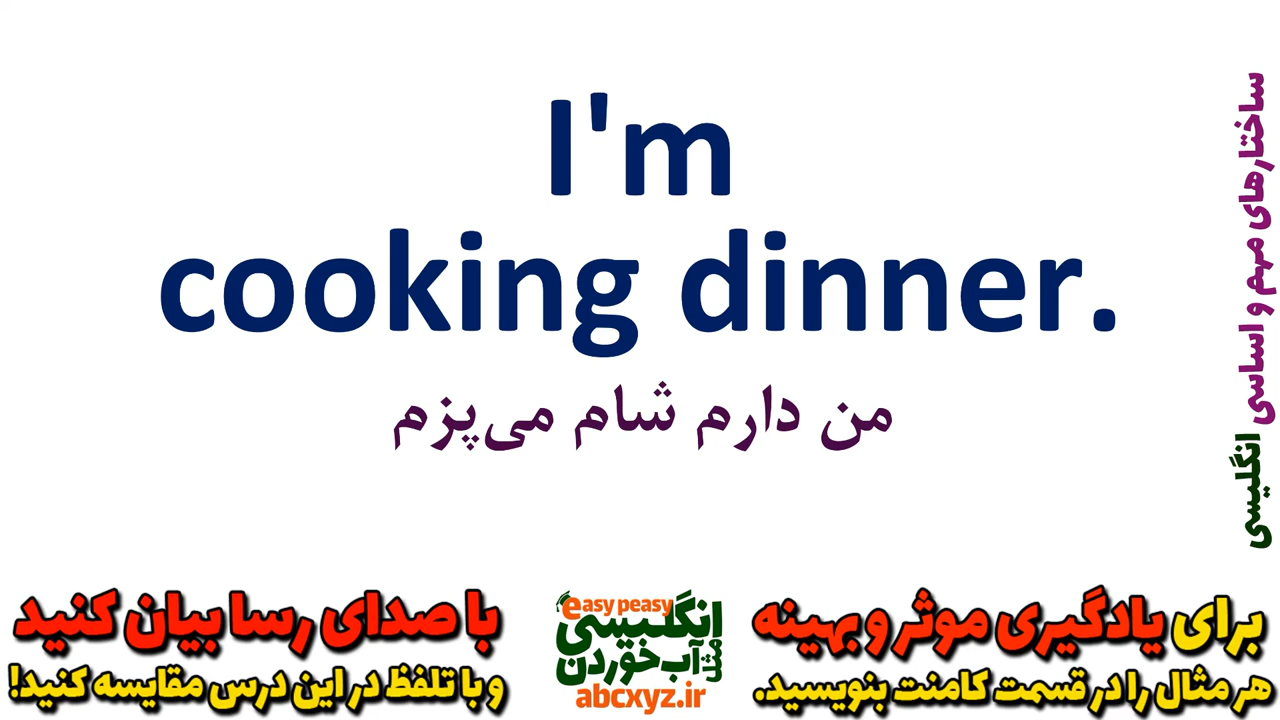 I'm
cooking dinner.
من دارم شام می‌پزم
ساختارهای مهم و اساسی انگلیسی
برای یادگیری موثر و بهینه
هر مثال را در قسمت کامنت بنویسید.
easy peasy
انگلیسی
مثل آب خوردن
abcxyz.ir
با صدای رسا بیان کنید
و با تلفظ در این درس مقایسه کنید!